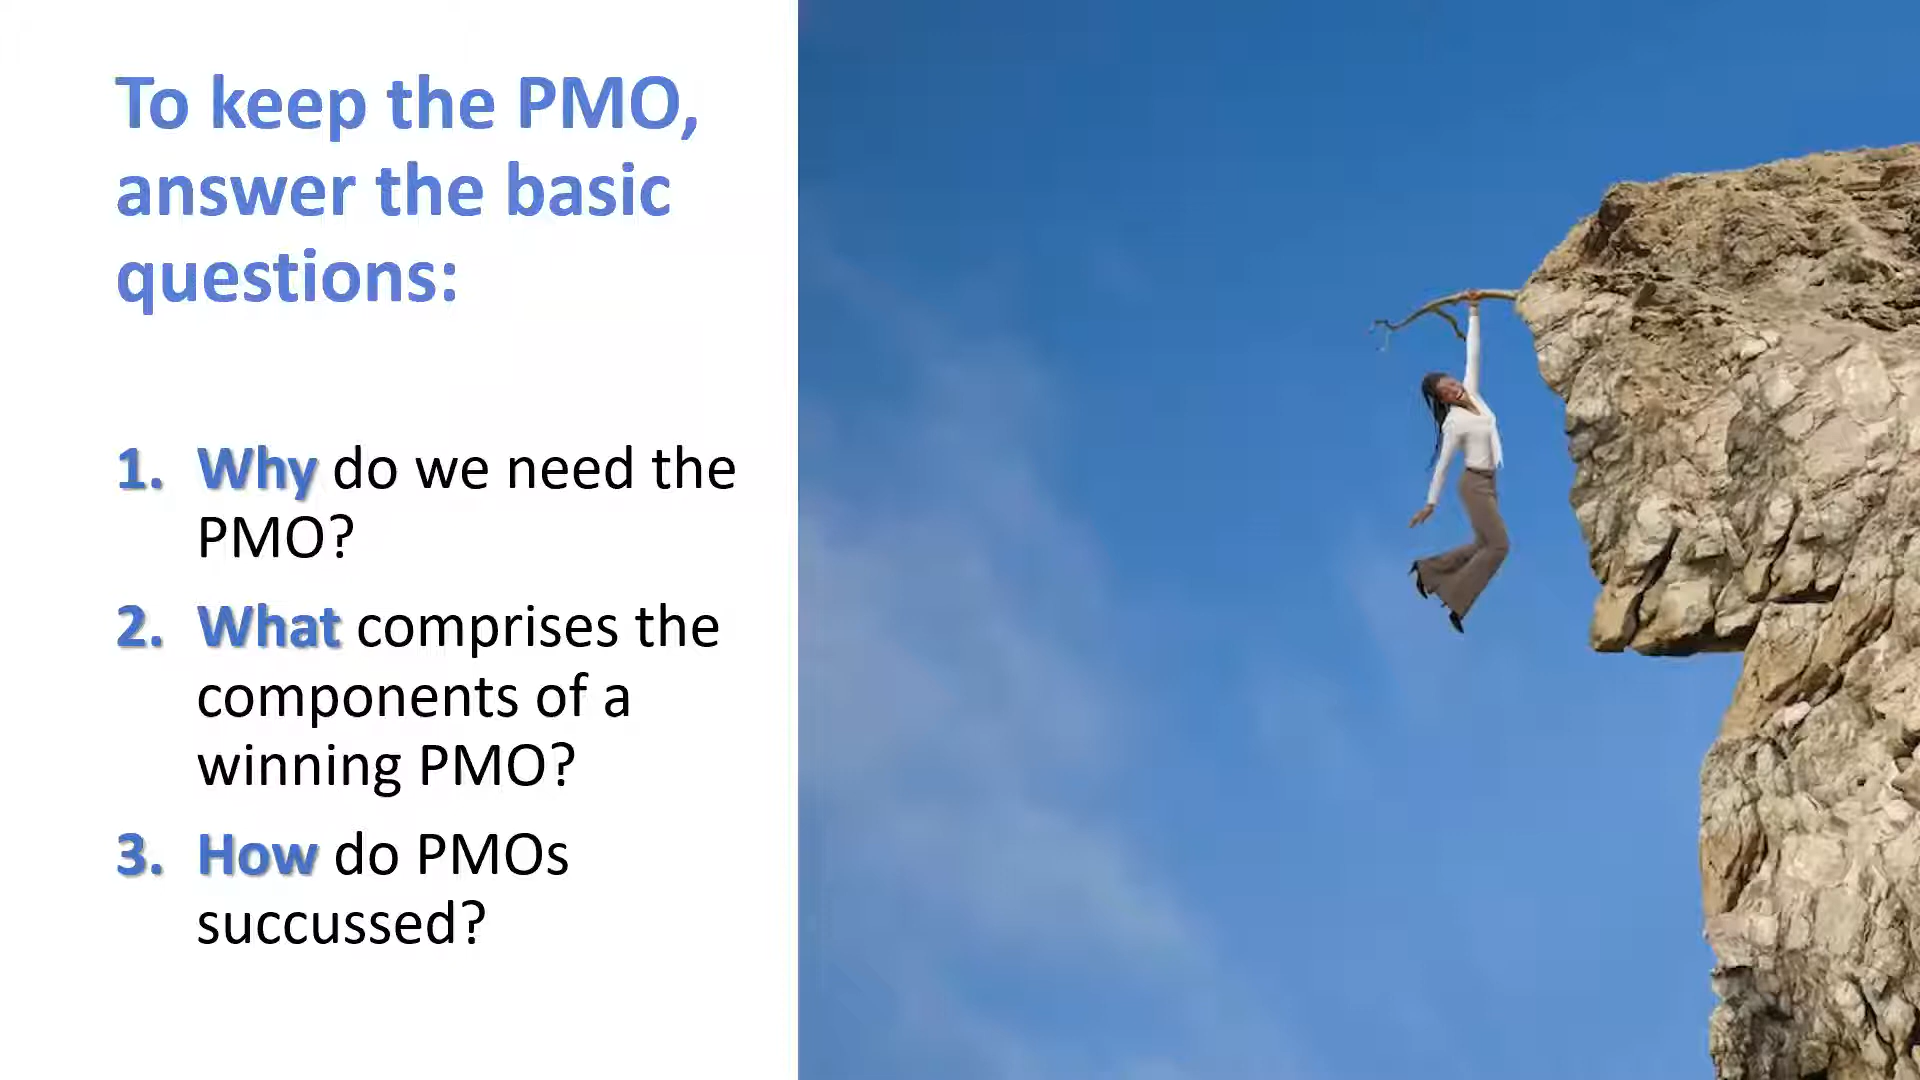 To keep the PMO,
answer the basic
questions:
1. Why do we need the
PMO?
2. What comprises the
components of a
winning PMO?
3. How do PMOs
succussed?